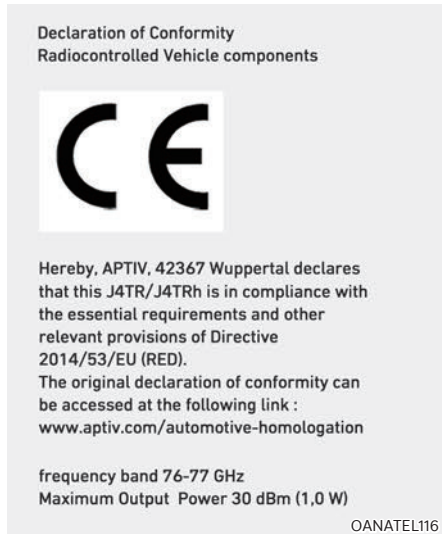 Declaration of Conformity
Radiocontrolled Vehicle components
CE
Hereby, APTIV, 42367 Wuppertal declares
that this J4TR/J4TRh is in compliance with
the essential requirements and other
relevant provisions of Directive
2014/53/EU (RED).
The original declaration of conformity can
be accessed at the following link :
www.aptiv.com/automotive-homologation
frequency band 76-77 GHz
Maximum Output  Power 30 dBm (1,0 W)
OANATEL116